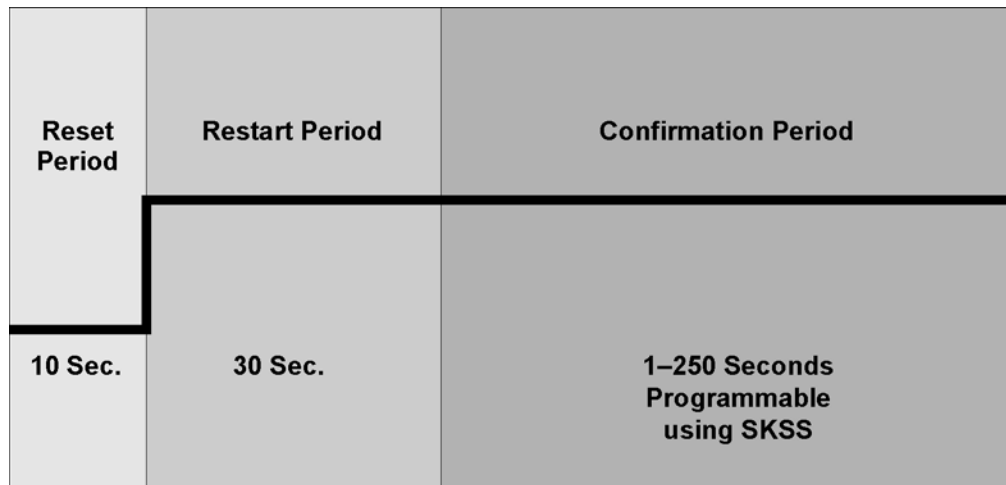 Reset
Period
Restart Period
Confirmation Period
10 Sec.
30 Sec.
1–250 Seconds
Programmable
using SKSS